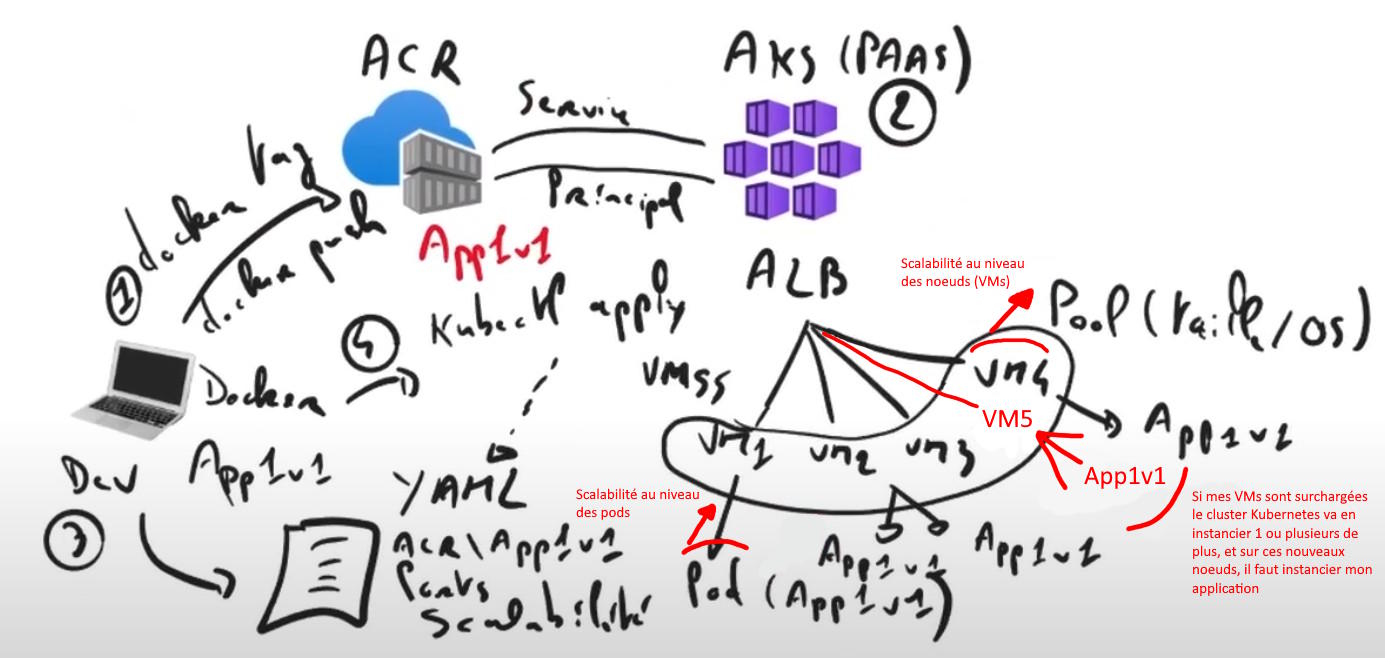 ACR
AKS (PAAS)
2
Service
Principal
docker tag
docker push
1
App1v1
Kubectl apply
4
ALB
Scalabilité au niveau
des noeuds (VMs)
Pool (taille/OS)
VMSS
VM4
VM5
VM1
VM2
VM3
App1v1
App1v1
Docker
App1v1
Dev
3
YAML
ACR\App1v1
Ports
Scalabilité
Scalabilité au niveau
des pods
Pod (App1v1)
App1v1
App1v1
Si mes VMs sont surchargées
le cluster Kubernetes va en
instancier 1 ou plusieurs de
plus, et sur ces nouveaux
noeuds, il faut instancier mon
application